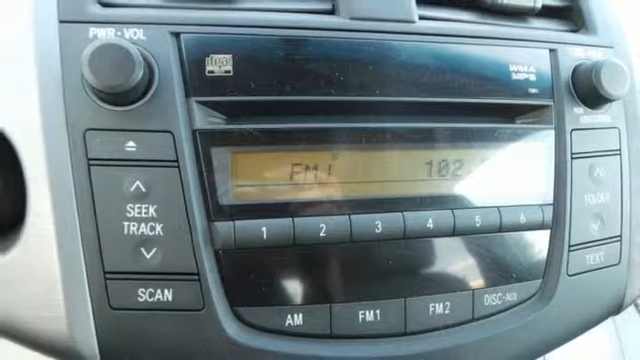 PWR·VOL
WMA
MP3
FM1 102
SEEK
TRACK
1 2 3 4 5 6
FOLDER
SCAN
TEXT
AM FM1 FM2 DISC·AUX